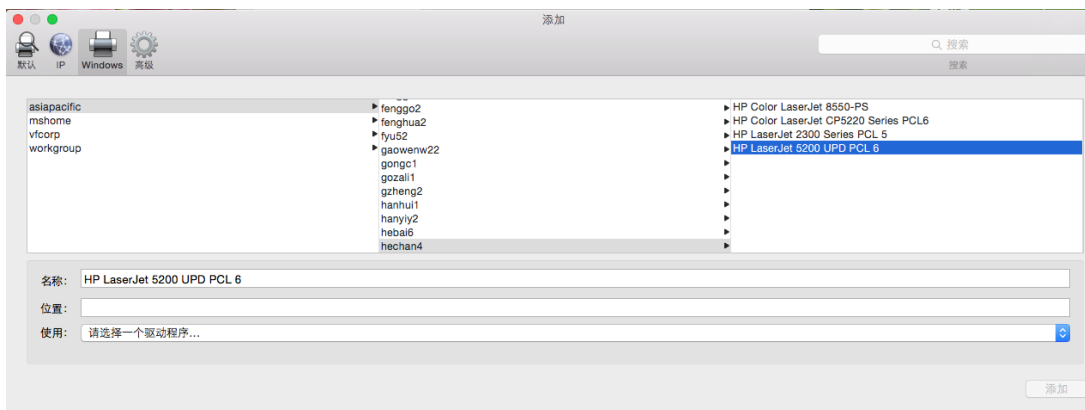 添加
搜索
默认 IP Windows 高级 搜索
asiapacific
mshome
vfcorp
workgroup
fenggo2
fenghua2
fyu52
gaowenw22
gongc1
gozali1
gzheng2
hanhui1
hanyiy2
hebai6
hechan4
HP Color LaserJet 8550-PS
HP Color LaserJet CP5220 Series PCL6
HP LaserJet 2300 Series PCL 5
HP LaserJet 5200 UPD PCL 6
名称: HP LaserJet 5200 UPD PCL 6
位置:
使用: 请选择一个驱动程序...
添加